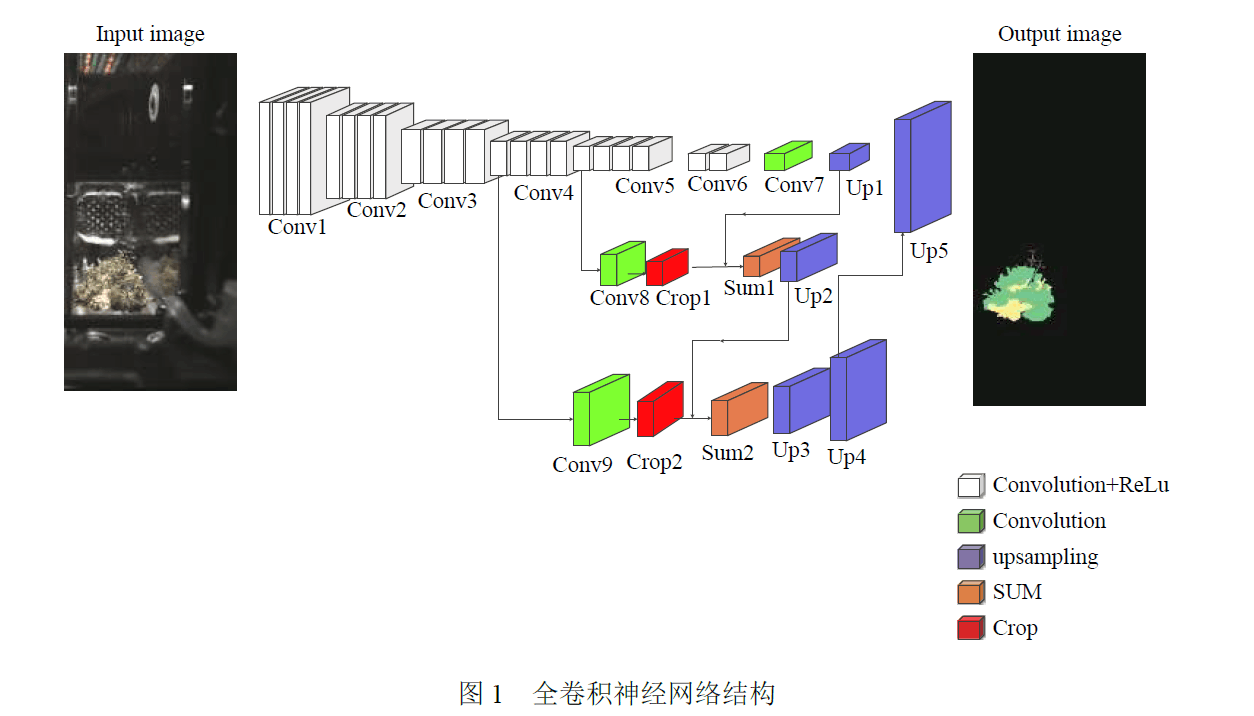 Input image
Output image
Conv1
Conv2
Conv3
Conv4
Conv5
Conv6
Conv7
Up1
Up5
Conv8
Crop1
Sum1
Up2
Conv9
Crop2
Sum2
Up3
Up4
Convolution+ReLu
Convolution
upsampling
SUM
Crop
图 1 全卷积神经网络结构